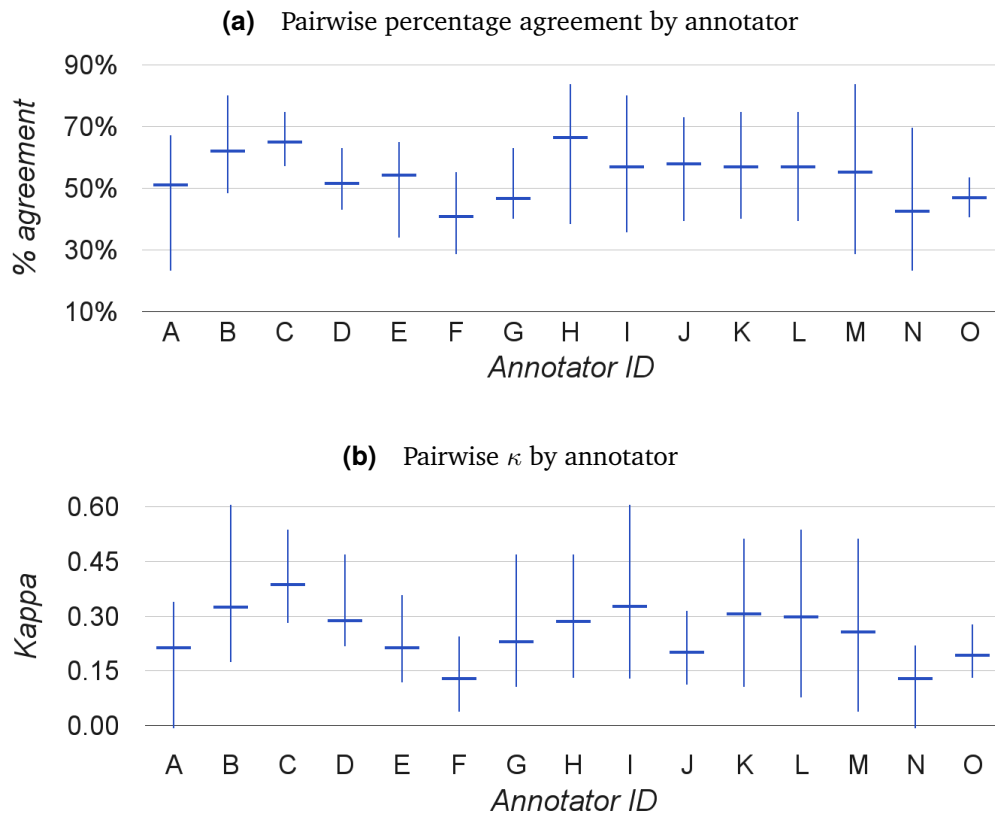 (a) Pairwise percentage agreement by annotator
90%
70%
50%
30%
10%
% agreement
A B C D E F G H I J K L M N O
Annotator ID
(b) Pairwise κ by annotator
0.60
0.45
0.30
0.15
0.00
Kappa
A B C D E F G H I J K L M N O
Annotator ID